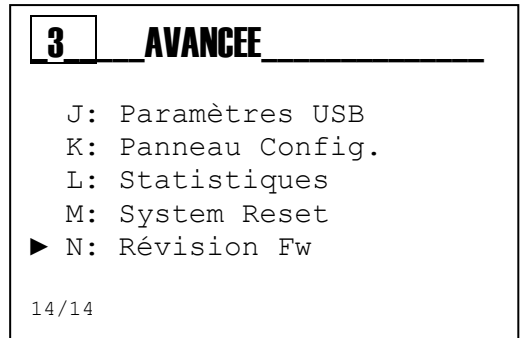 3 AVANCEE
J: Paramètres USB
K: Panneau Config.
L: Statistiques
M: System Reset
► N: Révision Fw
14/14